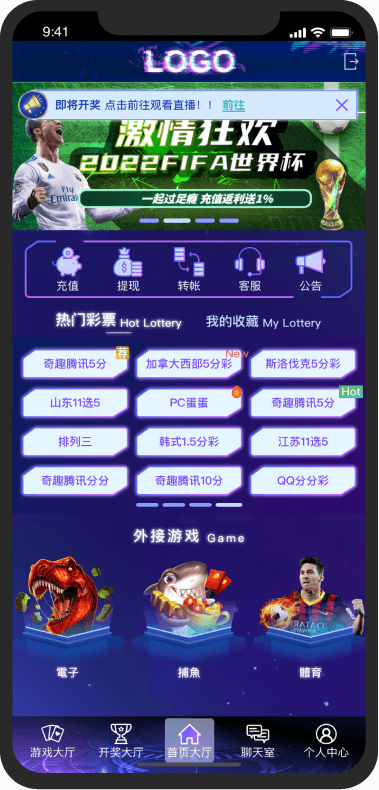 9:41
LOGO
即将开奖 点击前往观看直播！！ 前往
激情狂欢
2022FIFA世界杯
一起过足瘾 充值返利送1%
Fly
Emirates
充值 提现 转帐 客服 公告
热门彩票 Hot Lottery 我的收藏 My Lottery
荐 New
奇趣腾讯5分 加拿大西部5分彩 斯洛伐克5分彩
Hot
山东11选5 PC蛋蛋 奇趣腾讯5分
排列三 韩式1.5分彩 江苏11选5
奇趣腾讯分分 奇趣腾讯10分 QQ分分彩
外接游戏 Game
電子 捕魚 體育
游戏大厅 开奖大厅 首页大厅 聊天室 个人中心